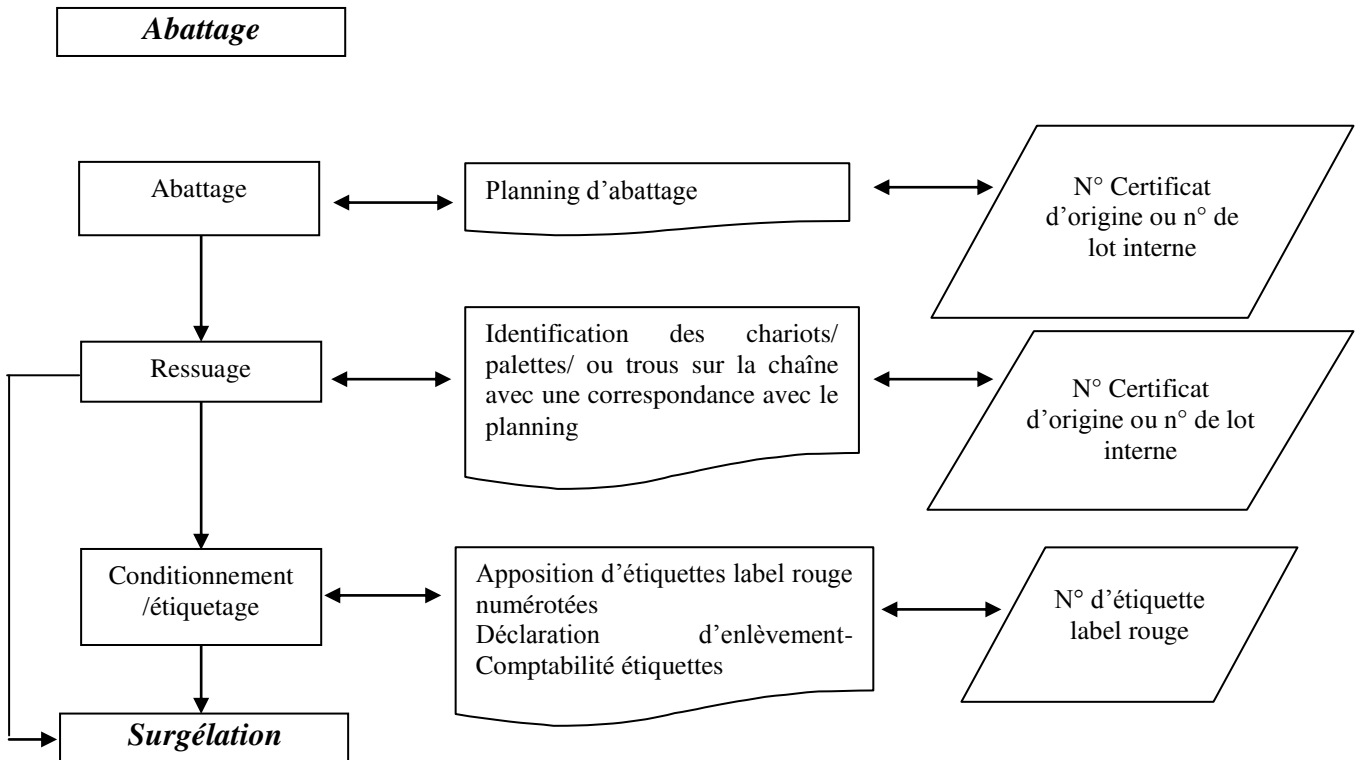 Abattage
Abattage
Planning d’abattage
N° Certificat
d’origine ou n° de
lot interne
Ressuage
Identification des chariots/
palettes/ ou trous sur la chaîne
avec une correspondance avec le
planning
N° Certificat
d’origine ou n° de lot
interne
Conditionnement
/étiquetage
Apposition d’étiquettes label rouge
numérotées
Déclaration d’enlèvement-
Comptabilité étiquettes
N° d’étiquette
label rouge
Surgélation